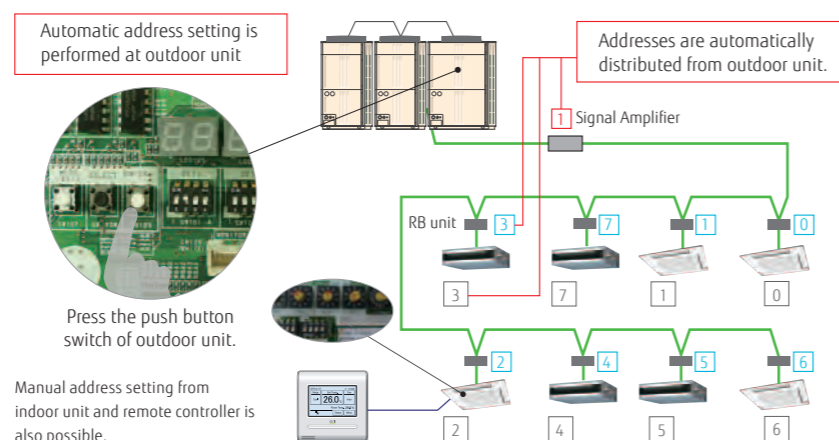 Automatic address setting is
performed at outdoor unit
Addresses are automatically
distributed from outdoor unit.
1 Signal Amplifier
RB unit
3
7
1
0
3
7
1
0
Press the push button
switch of outdoor unit.
2
4
5
6
Manual address setting from
indoor unit and remote controller is
also possible.
26.0
2
4
5
6